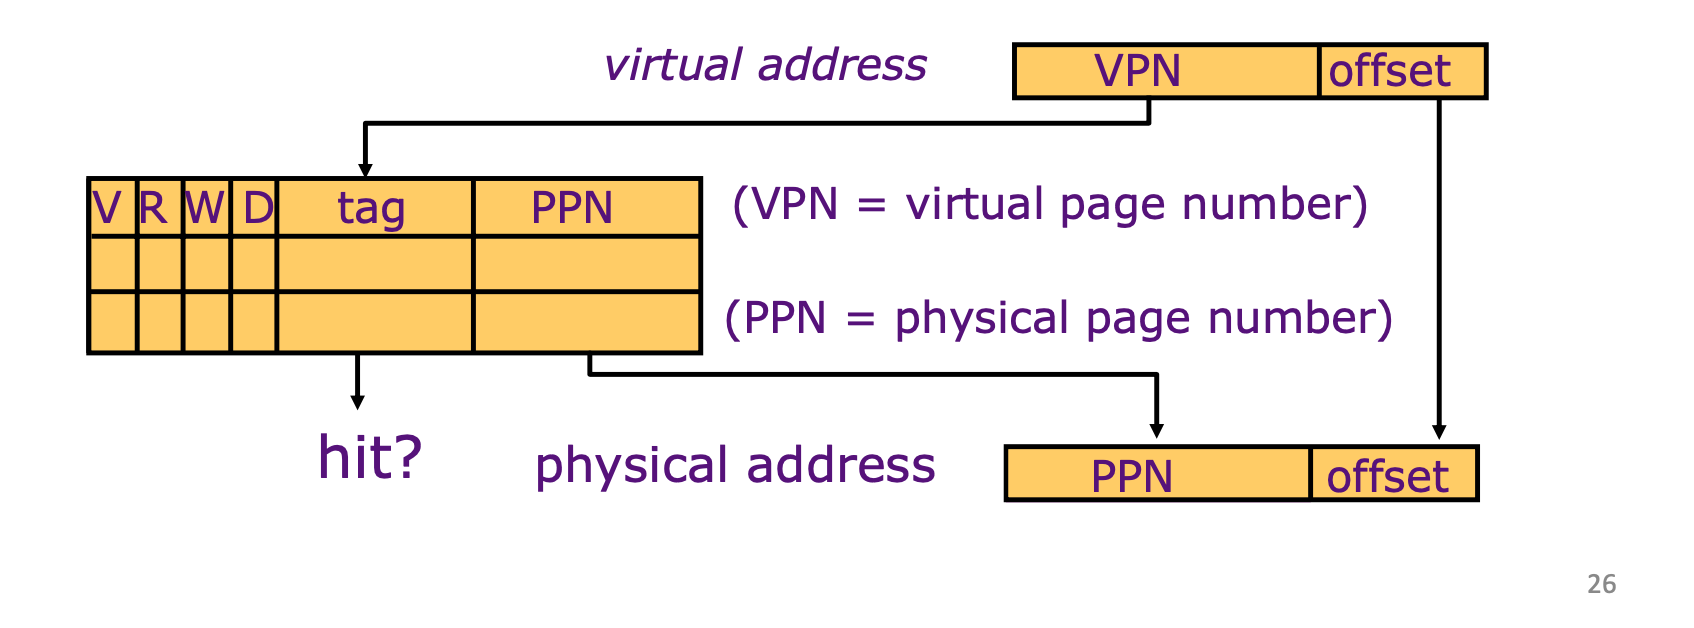 virtual address
VPN offset
V R W D tag PPN
(VPN = virtual page number)
(PPN = physical page number)
hit?
physical address
PPN offset
26